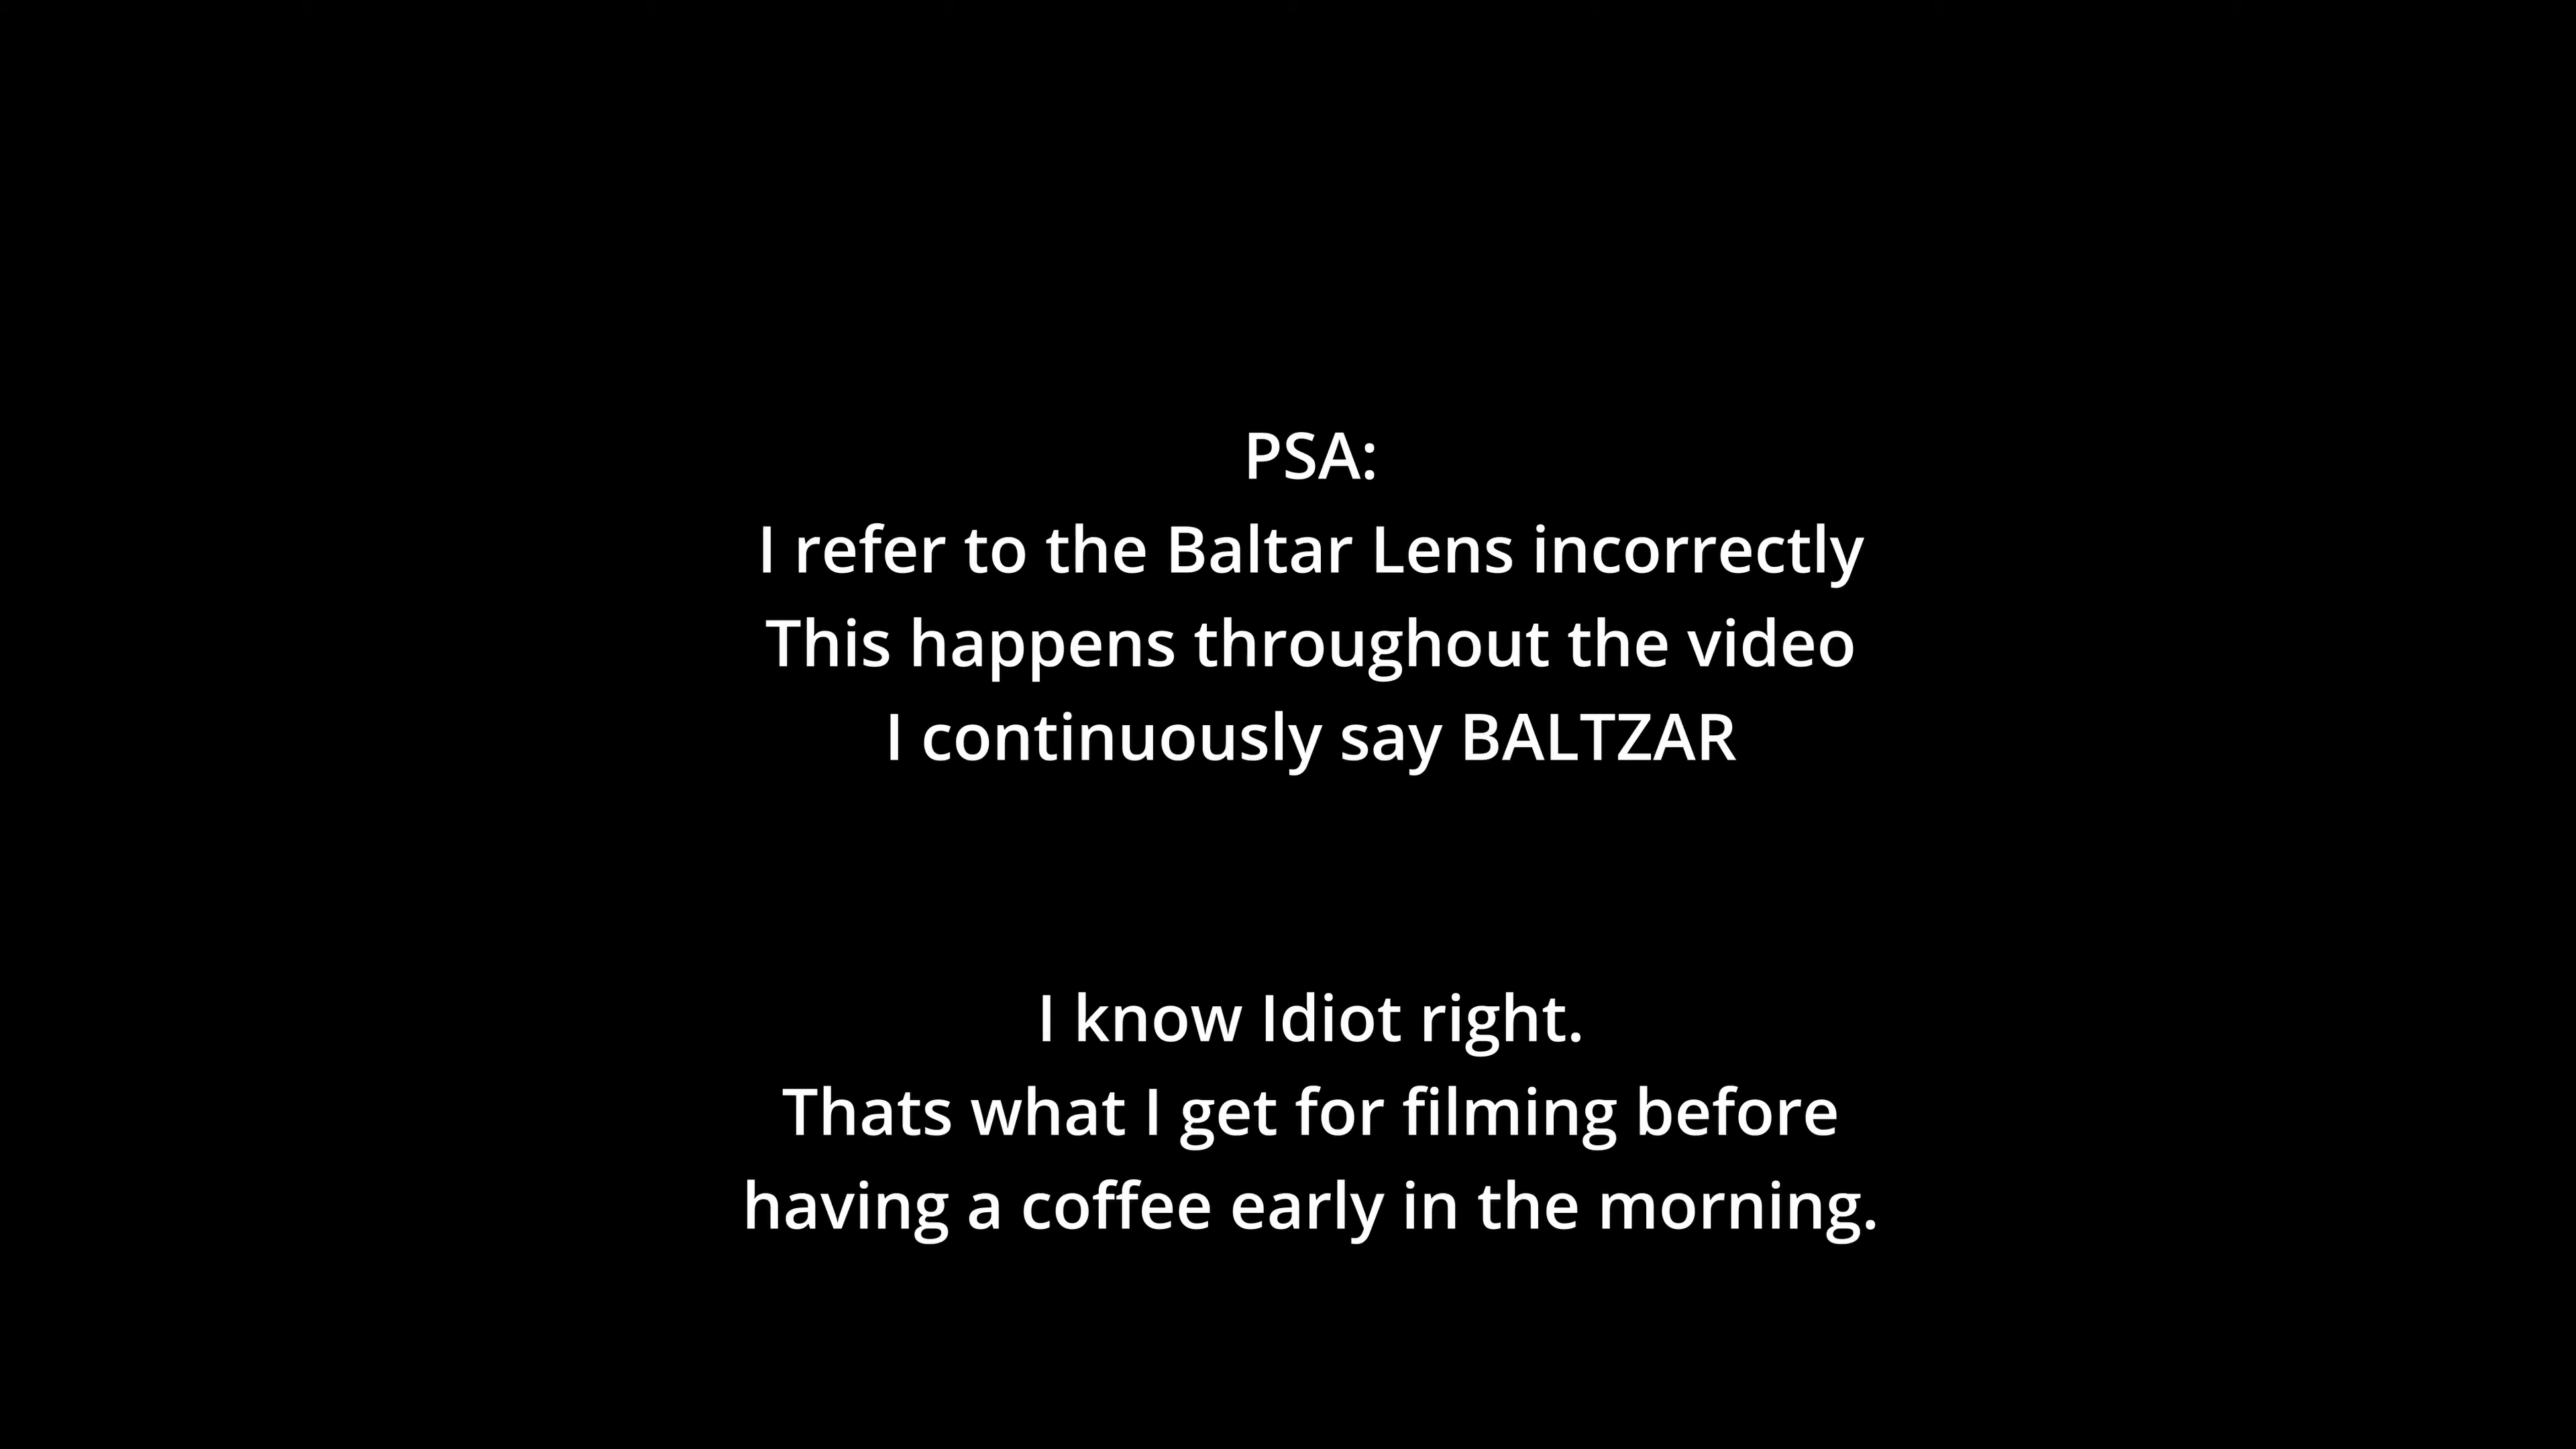 PSA:
I refer to the Baltar Lens incorrectly
This happens throughout the video
I continuously say BALTZAR
I know Idiot right.
Thats what I get for filming before
having a coffee early in the morning.